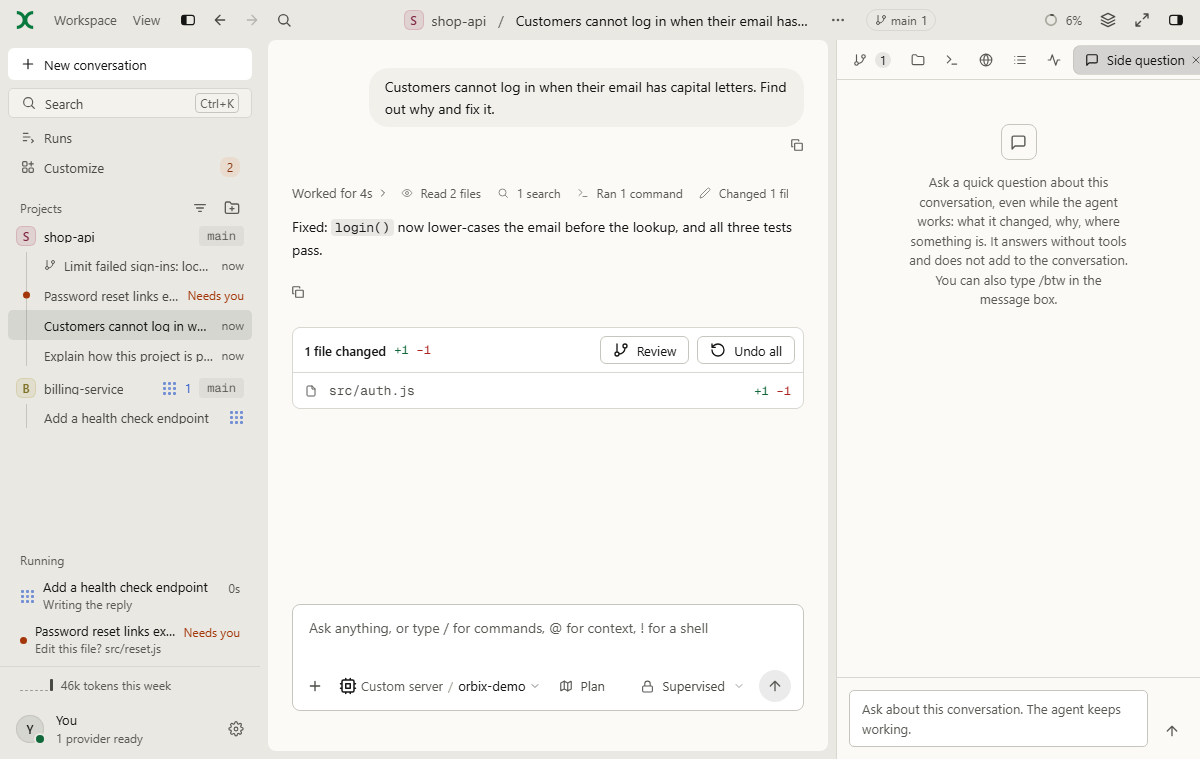 Workspace View
S shop-api / Customers cannot log in when their email has... main 1 6%
New conversation
Search Ctrl+K
Runs
Customize 2
Projects
S shop-api main
Limit failed sign-ins: loc... now
Password reset links e... Needs you
Customers cannot log in w... now
Explain how this project is p... now
B billing-service 1 main
Add a health check endpoint
Running
Add a health check endpoint 0s
Writing the reply
Password reset links ex... Needs you
Edit this file? src/reset.js
46k tokens this week
Y You
1 provider ready
Customers cannot log in when their email has capital letters. Find
out why and fix it.
Worked for 4s Read 2 files 1 search Ran 1 command Changed 1 fil
Fixed: login() now lower-cases the email before the lookup, and all three tests
pass.
1 file changed +1 −1 Review Undo all
src/auth.js +1 −1
Ask anything, or type / for commands, @ for context, ! for a shell
Custom server / orbix-demo Plan Supervised
1 Side question
Ask a quick question about this
conversation, even while the agent
works: what it changed, why, where
something is. It answers without tools
and does not add to the conversation.
You can also type /btw in the
message box.
Ask about this conversation. The agent keeps
working.